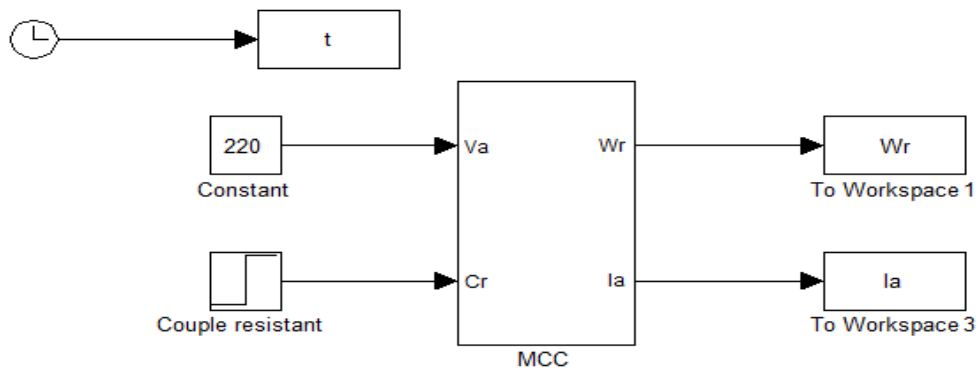 t
220
Constant
Va
Wr
Wr
To Workspace 1
Couple resistant
Cr
Ia
Ia
To Workspace 3
MCC